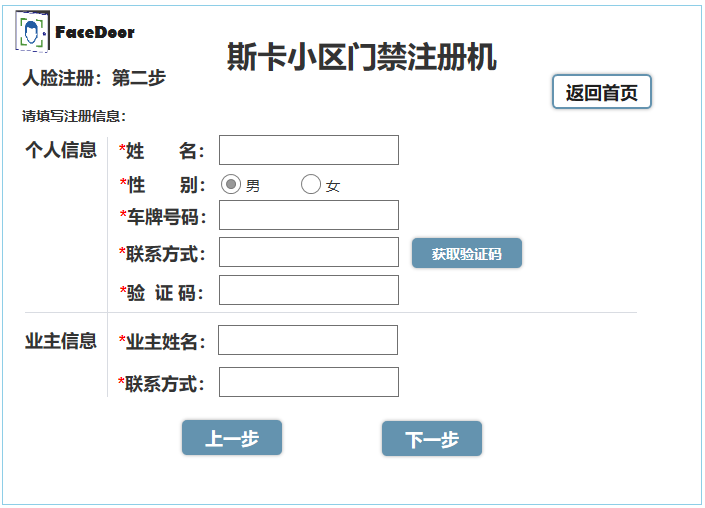 FaceDoor
斯卡小区门禁注册机
人脸注册：第二步
返回首页
请填写注册信息：
个人信息 *姓 名：
*性 别： 男 女
*车牌号码：
*联系方式： 获取验证码
*验 证 码：
业主信息 *业主姓名：
*联系方式：
上一步 下一步